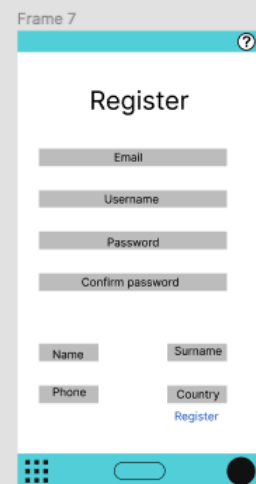 Frame 7
?
Register
Email
Username
Password
Confirm password
Name Surname
Phone Country
Register